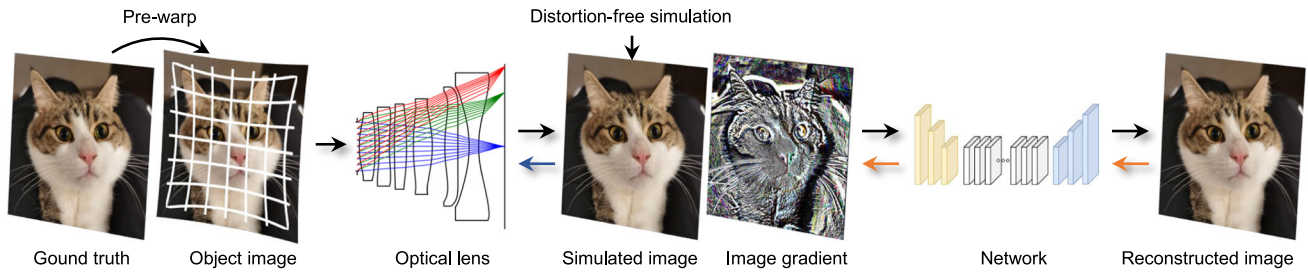 Pre-warp
Distortion-free simulation
Gound truth
Object image
Optical lens
Simulated image
Image gradient
Network
Reconstructed image